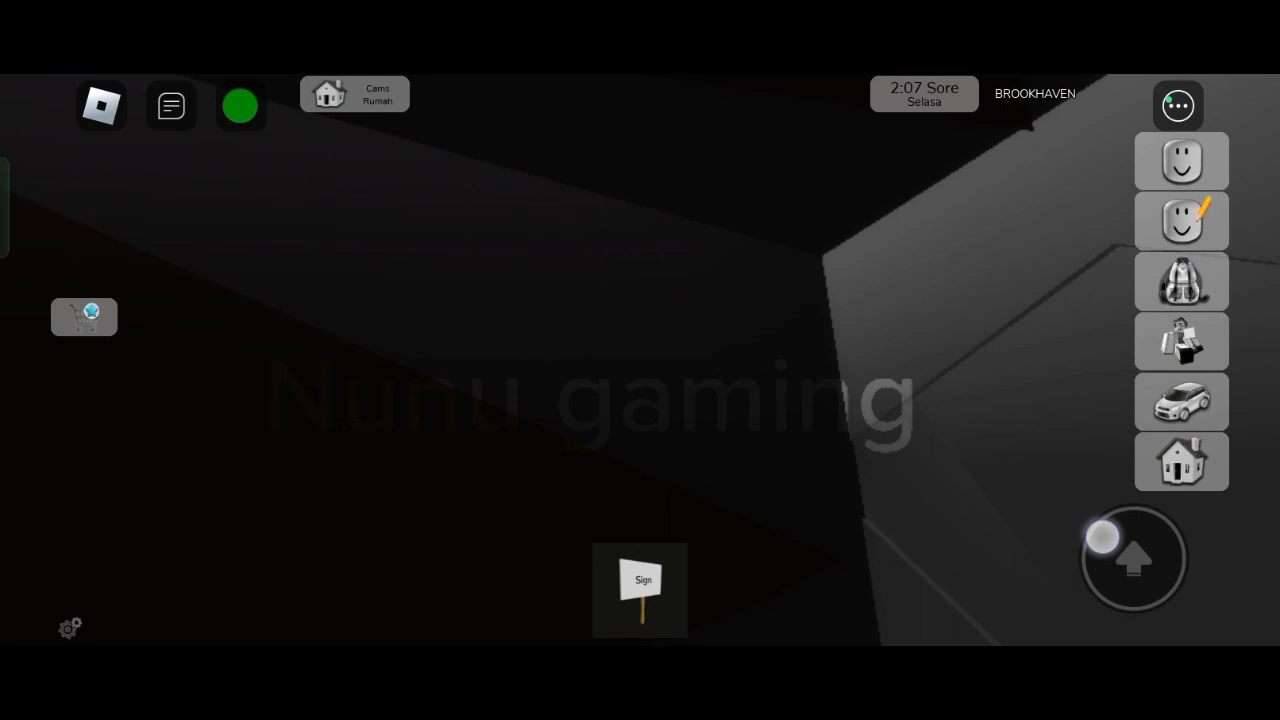 Cams
Rumah
2:07 Sore
Selasa
BROOKHAVEN
Nunu gaming
Sign